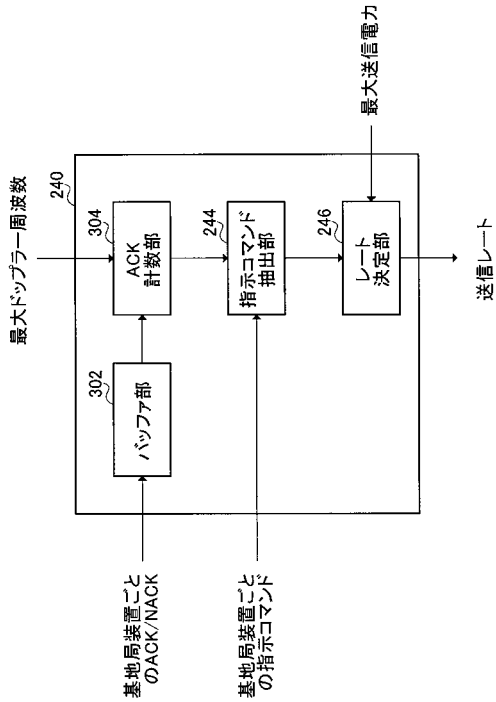 最大ドップラー周波数
240
302
バッファ部
304
ACK
計数部
基地局装置ごと
のACK/NACK
244
指示コマンド
抽出部
基地局装置ごと
の指示コマンド
246
レート
決定部
最大送信電力
送信レート